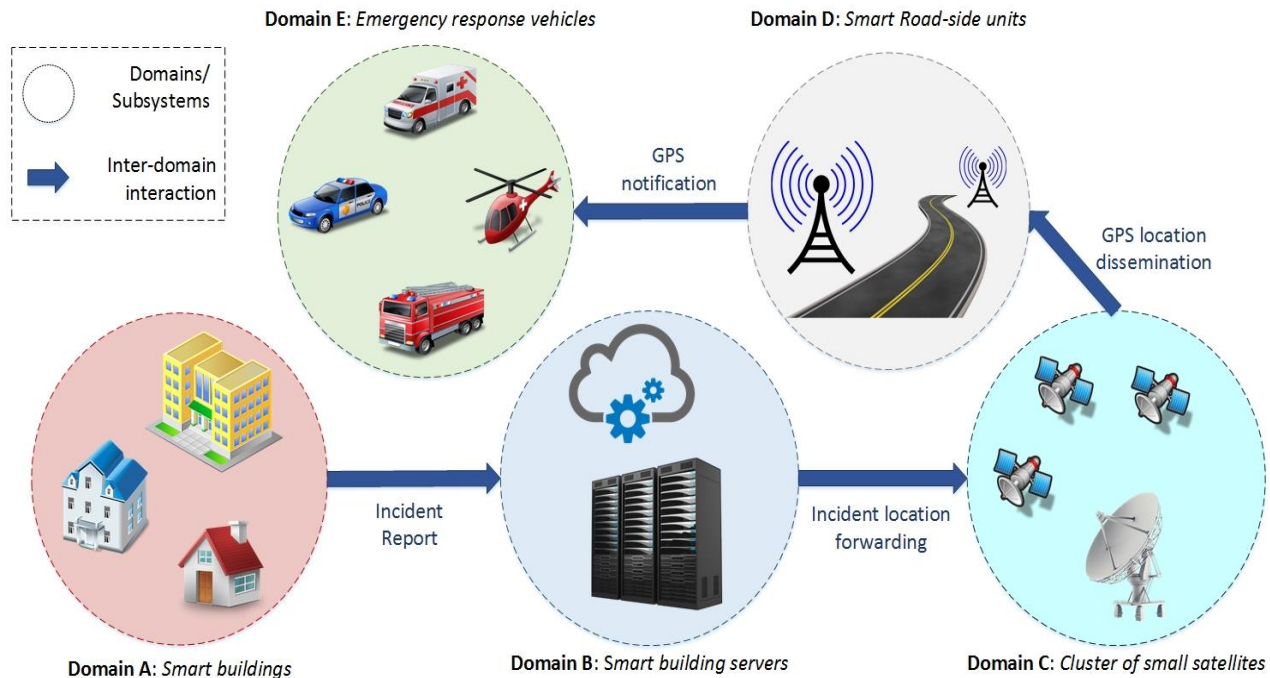 Domain E: Emergency response vehicles
Domain D: Smart Road-side units
Domains/
Subsystems
Inter-domain
interaction
GPS
notification
GPS location
dissemination
POLICE
Incident
Report
Incident location
forwarding
Domain A: Smart buildings
Domain B: Smart building servers
Domain C: Cluster of small satellites